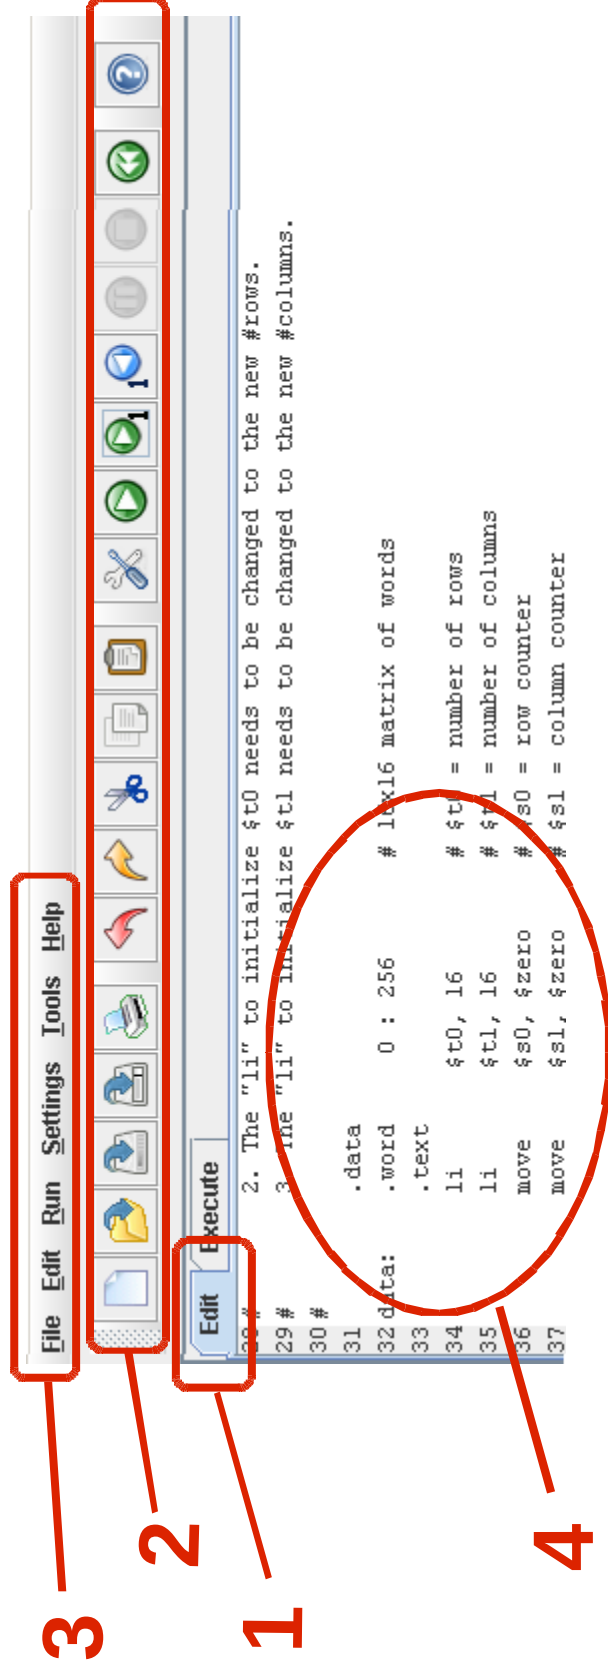 File Edit Run Settings Tools Help
1 1
Edit Execute
28 # 2. The "li" to initialize $t0 needs to be changed to the new #rows.
29 # 3. The "li" to initialize $t1 needs to be changed to the new #columns.
30 #
31 .data
32 data: .word 0 : 256 # 16x16 matrix of words
33 .text
34 li $t0, 16 # $t0 = number of rows
35 li $t1, 16 # $t1 = number of columns
36 move $s0, $zero # $s0 = row counter
37 move $s1, $zero # $s1 = column counter
3
2
1
4